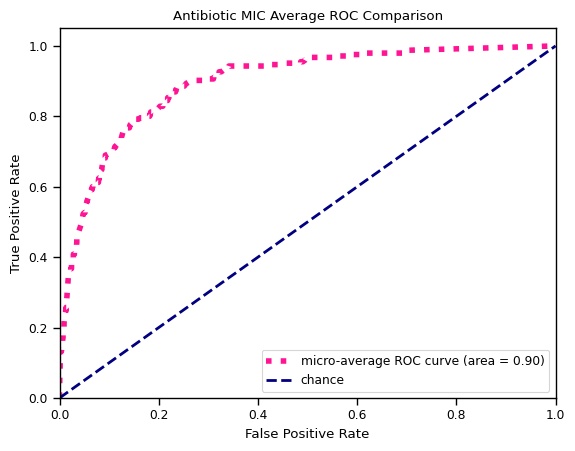 Antibiotic MIC Average ROC Comparison
True Positive Rate
1.0
0.8
0.6
0.4
0.2
0.0
micro-average ROC curve (area = 0.90)
chance
0.0 0.2 0.4 0.6 0.8 1.0
False Positive Rate